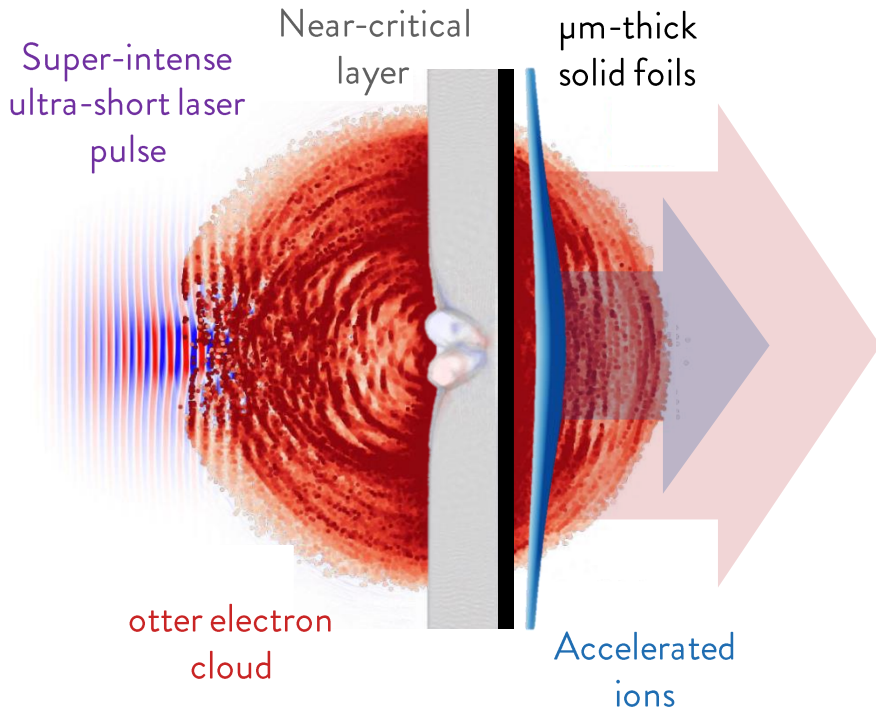 Super-intense
ultra-short laser
pulse
Near-critical
layer
µm-thick
solid foils
otter electron
cloud
Accelerated
ions